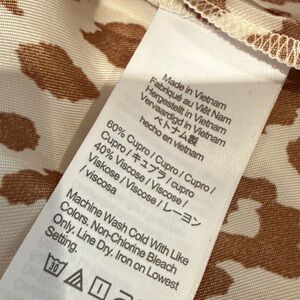 Made in Vietnam
Fabriqué au Viêt Nam
Hergestellt in Vietnam
Vervaardigd in Vietnam
ベトナム製
hecho en vietnam
60% Cupro / Cupro / Cupro /
Cupro / キュプラ / cupro
40% Viscose / Viscose /
Viskose / Viscose / レーヨン
/ viscosa
Machine Wash Cold With Like
Colors. Non-Chlorine Bleach
Only. Line Dry. Iron on Lowest
Setting.
30